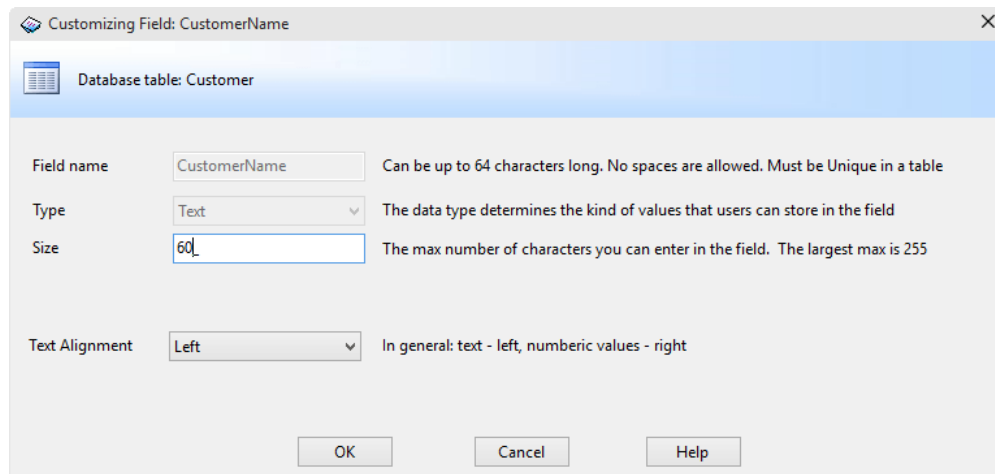 Customizing Field: CustomerName
Database table: Customer
Field name CustomerName Can be up to 64 characters long. No spaces are allowed. Must be Unique in a table
Type Text The data type determines the kind of values that users can store in the field
Size 60_ The max number of characters you can enter in the field.  The largest max is 255
Text Alignment Left In general: text - left, numberic values - right
OK Cancel Help